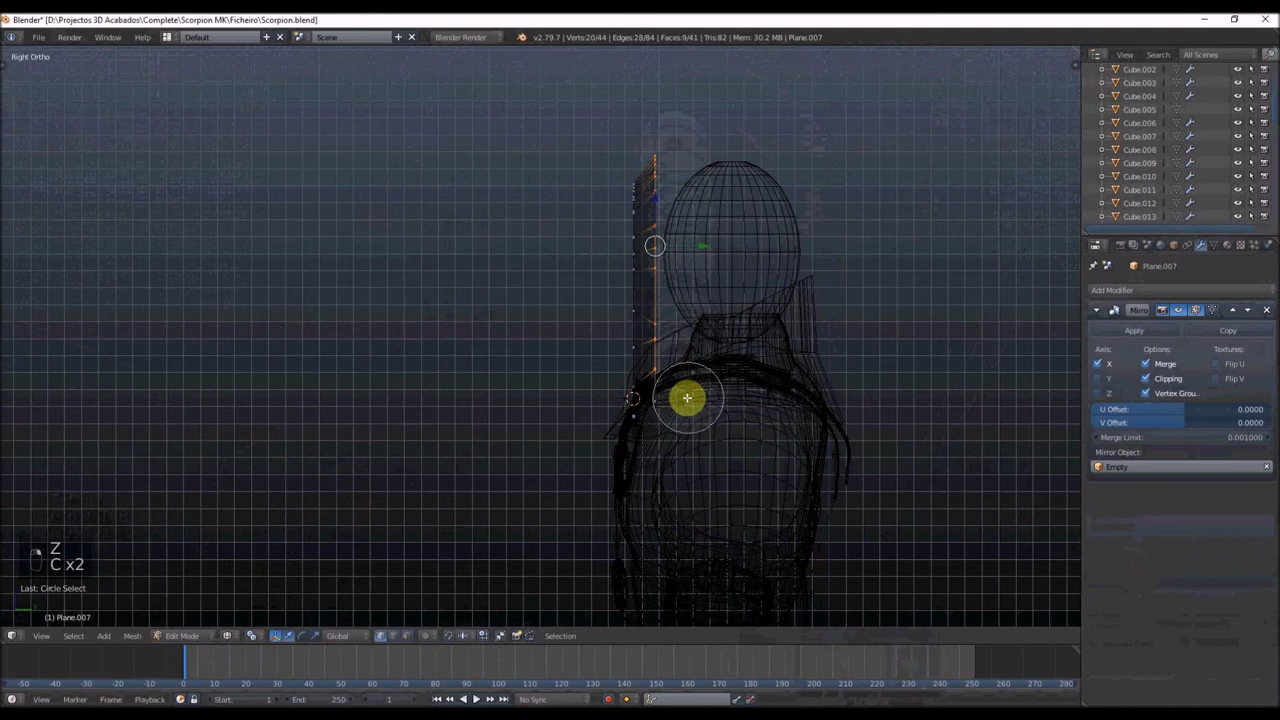 Blender* [D:\Projectos 3D Acabados\Complete\Scorpion MK\Ficheiro\Scorpion.blend]
File Render Window Help Default Scene Blender Render v2.79.7 | Verts:20/44 | Edges:28/84 | Faces:9/41 | Tris:82 | Mem: 30.2 MB | Plane.007
View Search All Scenes
Right Ortho
Cube.002
Cube.003
Cube.004
Cube.005
Cube.006
Cube.007
Cube.008
Cube.009
Cube.010
Cube.011
Cube.012
Cube.013
Plane.007
Add Modifier
Mirro
Apply Copy
Axis: Options: Textures:
X Merge Flip U
Y Clipping Flip V
Z Vertex Grou..
U Offset: 0.0000
V Offset: 0.0000
Merge Limit: 0.001000
Mirror Object:
Empty
Z
C x2
Last: Circle Select
(1) Plane.007
View Select Add Mesh Edit Mode Global Selection
-50 -40 -30 -20 -10 0 10 20 30 40 50 60 70 80 90 100 110 120 130 140 150 160 170 180 190 200 210 220 230 240 250 260 270 280
View Marker Frame Playback Start: 1 End: 250 1 No Sync